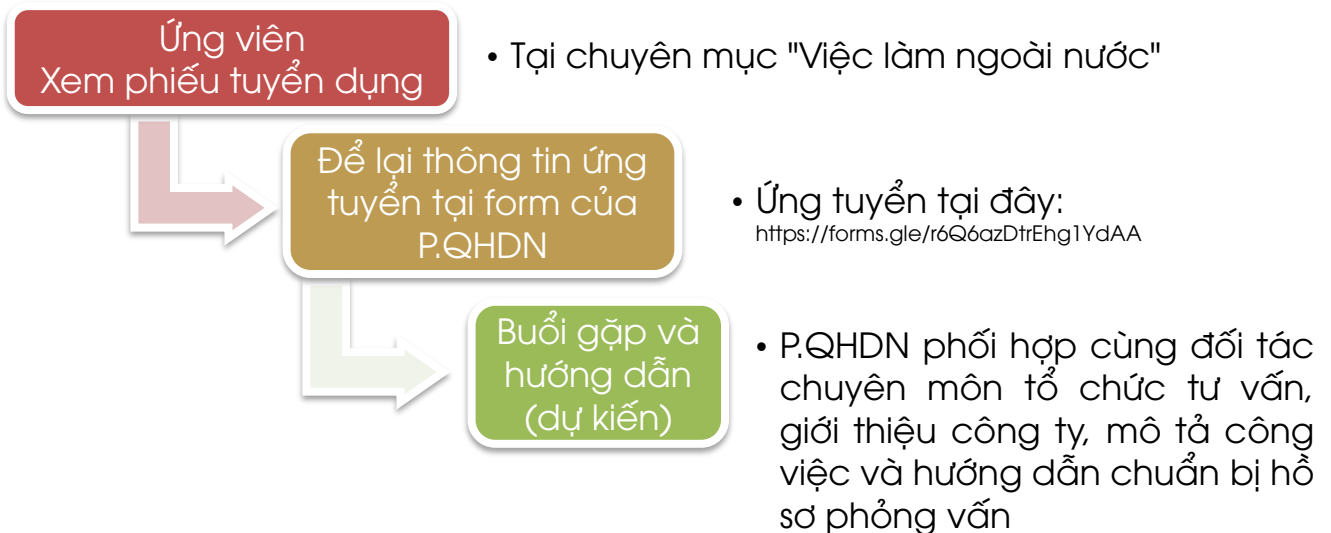 Ứng viên
Xem phiếu tuyển dụng
• Tại chuyên mục "Việc làm ngoài nước"
Để lại thông tin ứng
tuyển tại form của
P.QHDN
• Ứng tuyển tại đây:
https://forms.gle/r6Q6azDtrEhg1YdAA
Buổi gặp và
hướng dẫn
(dự kiến)
• P.QHDN phối hợp cùng đối tác
chuyên môn tổ chức tư vấn,
giới thiệu công ty, mô tả công
việc và hướng dẫn chuẩn bị hồ
sơ phỏng vấn